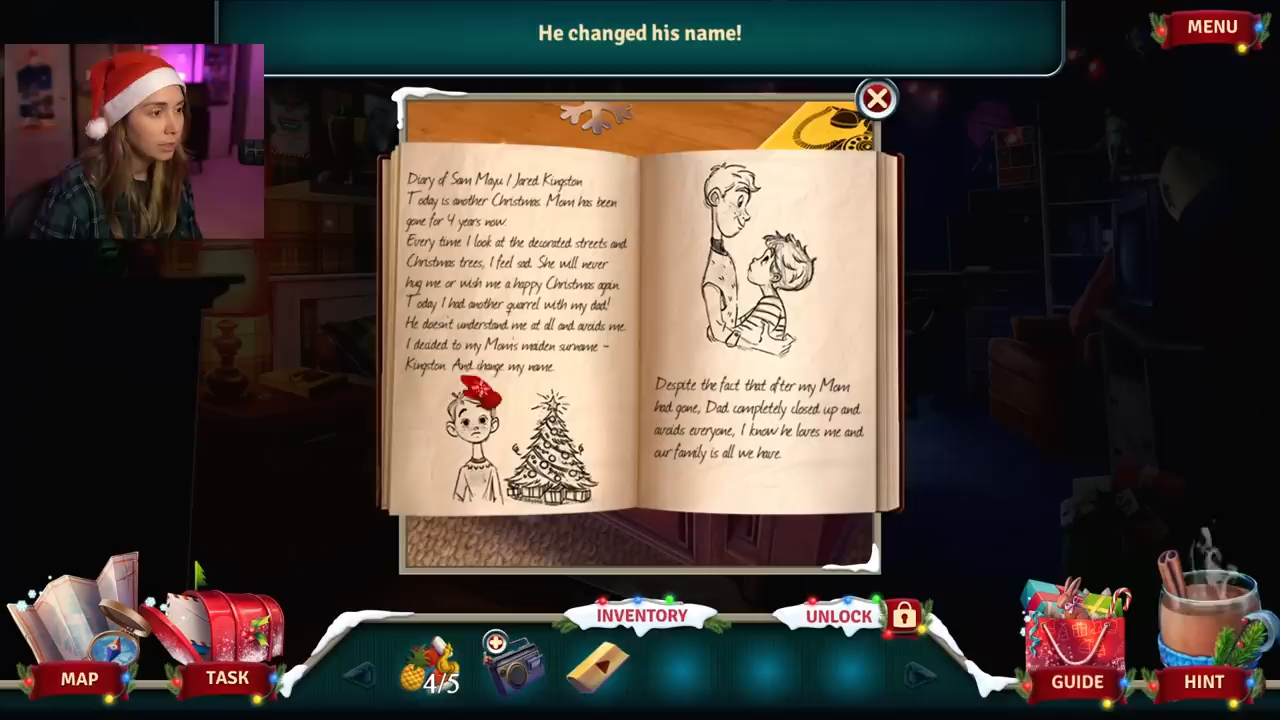 He changed his name!
MENU
Diary of Sam Mayu / Jared Kingston
Today is another Christmas. Mom has been
gone for 4 years now.
Every time I look at the decorated streets and
Christmas trees, I feel sad. She will never
hug me or wish me a happy Christmas again.
Today I had another quarrel with my dad!
He doesn't understand me at all and avoids me.
I decided to my Mom's maiden surname -
Kingston. And change my name.
Despite the fact that after my Mom
had gone, Dad completely closed up and
avoids everyone, I know he loves me and
our family is all we have.
INVENTORY
UNLOCK
4/5
MAP
TASK
GUIDE
HINT